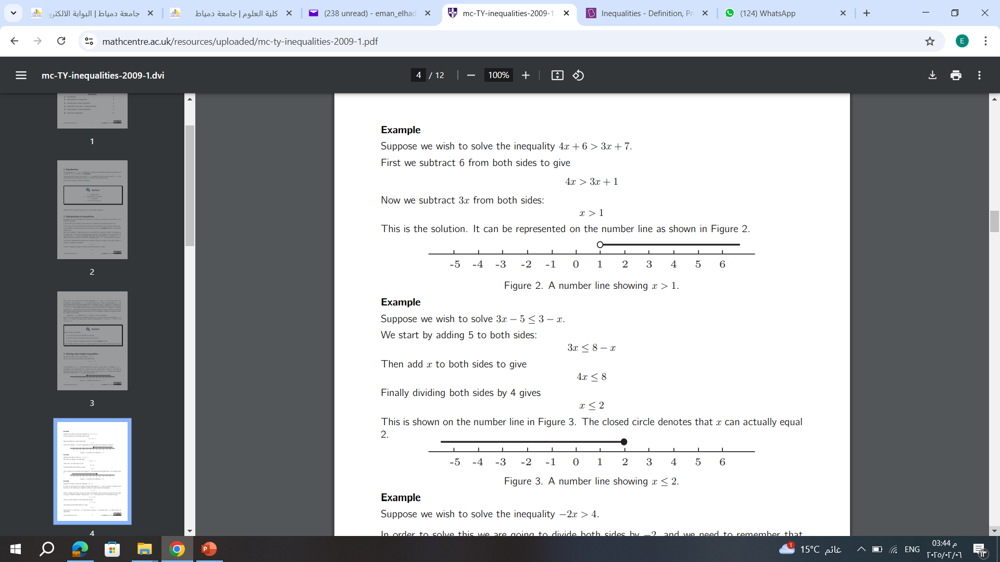 جامعة دمياط | البوابة الالكترو
كلية العلوم | جامعة دمياط
(238 unread) - eman_elhad
mc-TY-inequalities-2009-1.
Inequalities - Definition, Pr
(124) WhatsApp
mathcentre.ac.uk/resources/uploaded/mc-ty-inequalities-2009-1.pdf
E
mc-TY-inequalities-2009-1.dvi
4 / 12
100%
1
2
3
4
Example
Suppose we wish to solve the inequality 4x + 6 > 3x + 7.
First we subtract 6 from both sides to give
4x > 3x + 1
Now we subtract 3x from both sides:
x > 1
This is the solution. It can be represented on the number line as shown in Figure 2.
-5 -4 -3 -2 -1 0 1 2 3 4 5 6
Figure 2. A number line showing x > 1.
Example
Suppose we wish to solve 3x − 5 ≤ 3 − x.
We start by adding 5 to both sides:
3x ≤ 8 − x
Then add x to both sides to give
4x ≤ 8
Finally dividing both sides by 4 gives
x ≤ 2
This is shown on the number line in Figure 3. The closed circle denotes that x can actually equal
2.
-5 -4 -3 -2 -1 0 1 2 3 4 5 6
Figure 3. A number line showing x ≤ 2.
Example
Suppose we wish to solve the inequality −2x > 4.
In order to solve this we are going to divide both sides by −2, and we need to remember that
1
15°C غائم
ENG
03:44 م
٢٠٢٥/٠٢/٠٦
١٣